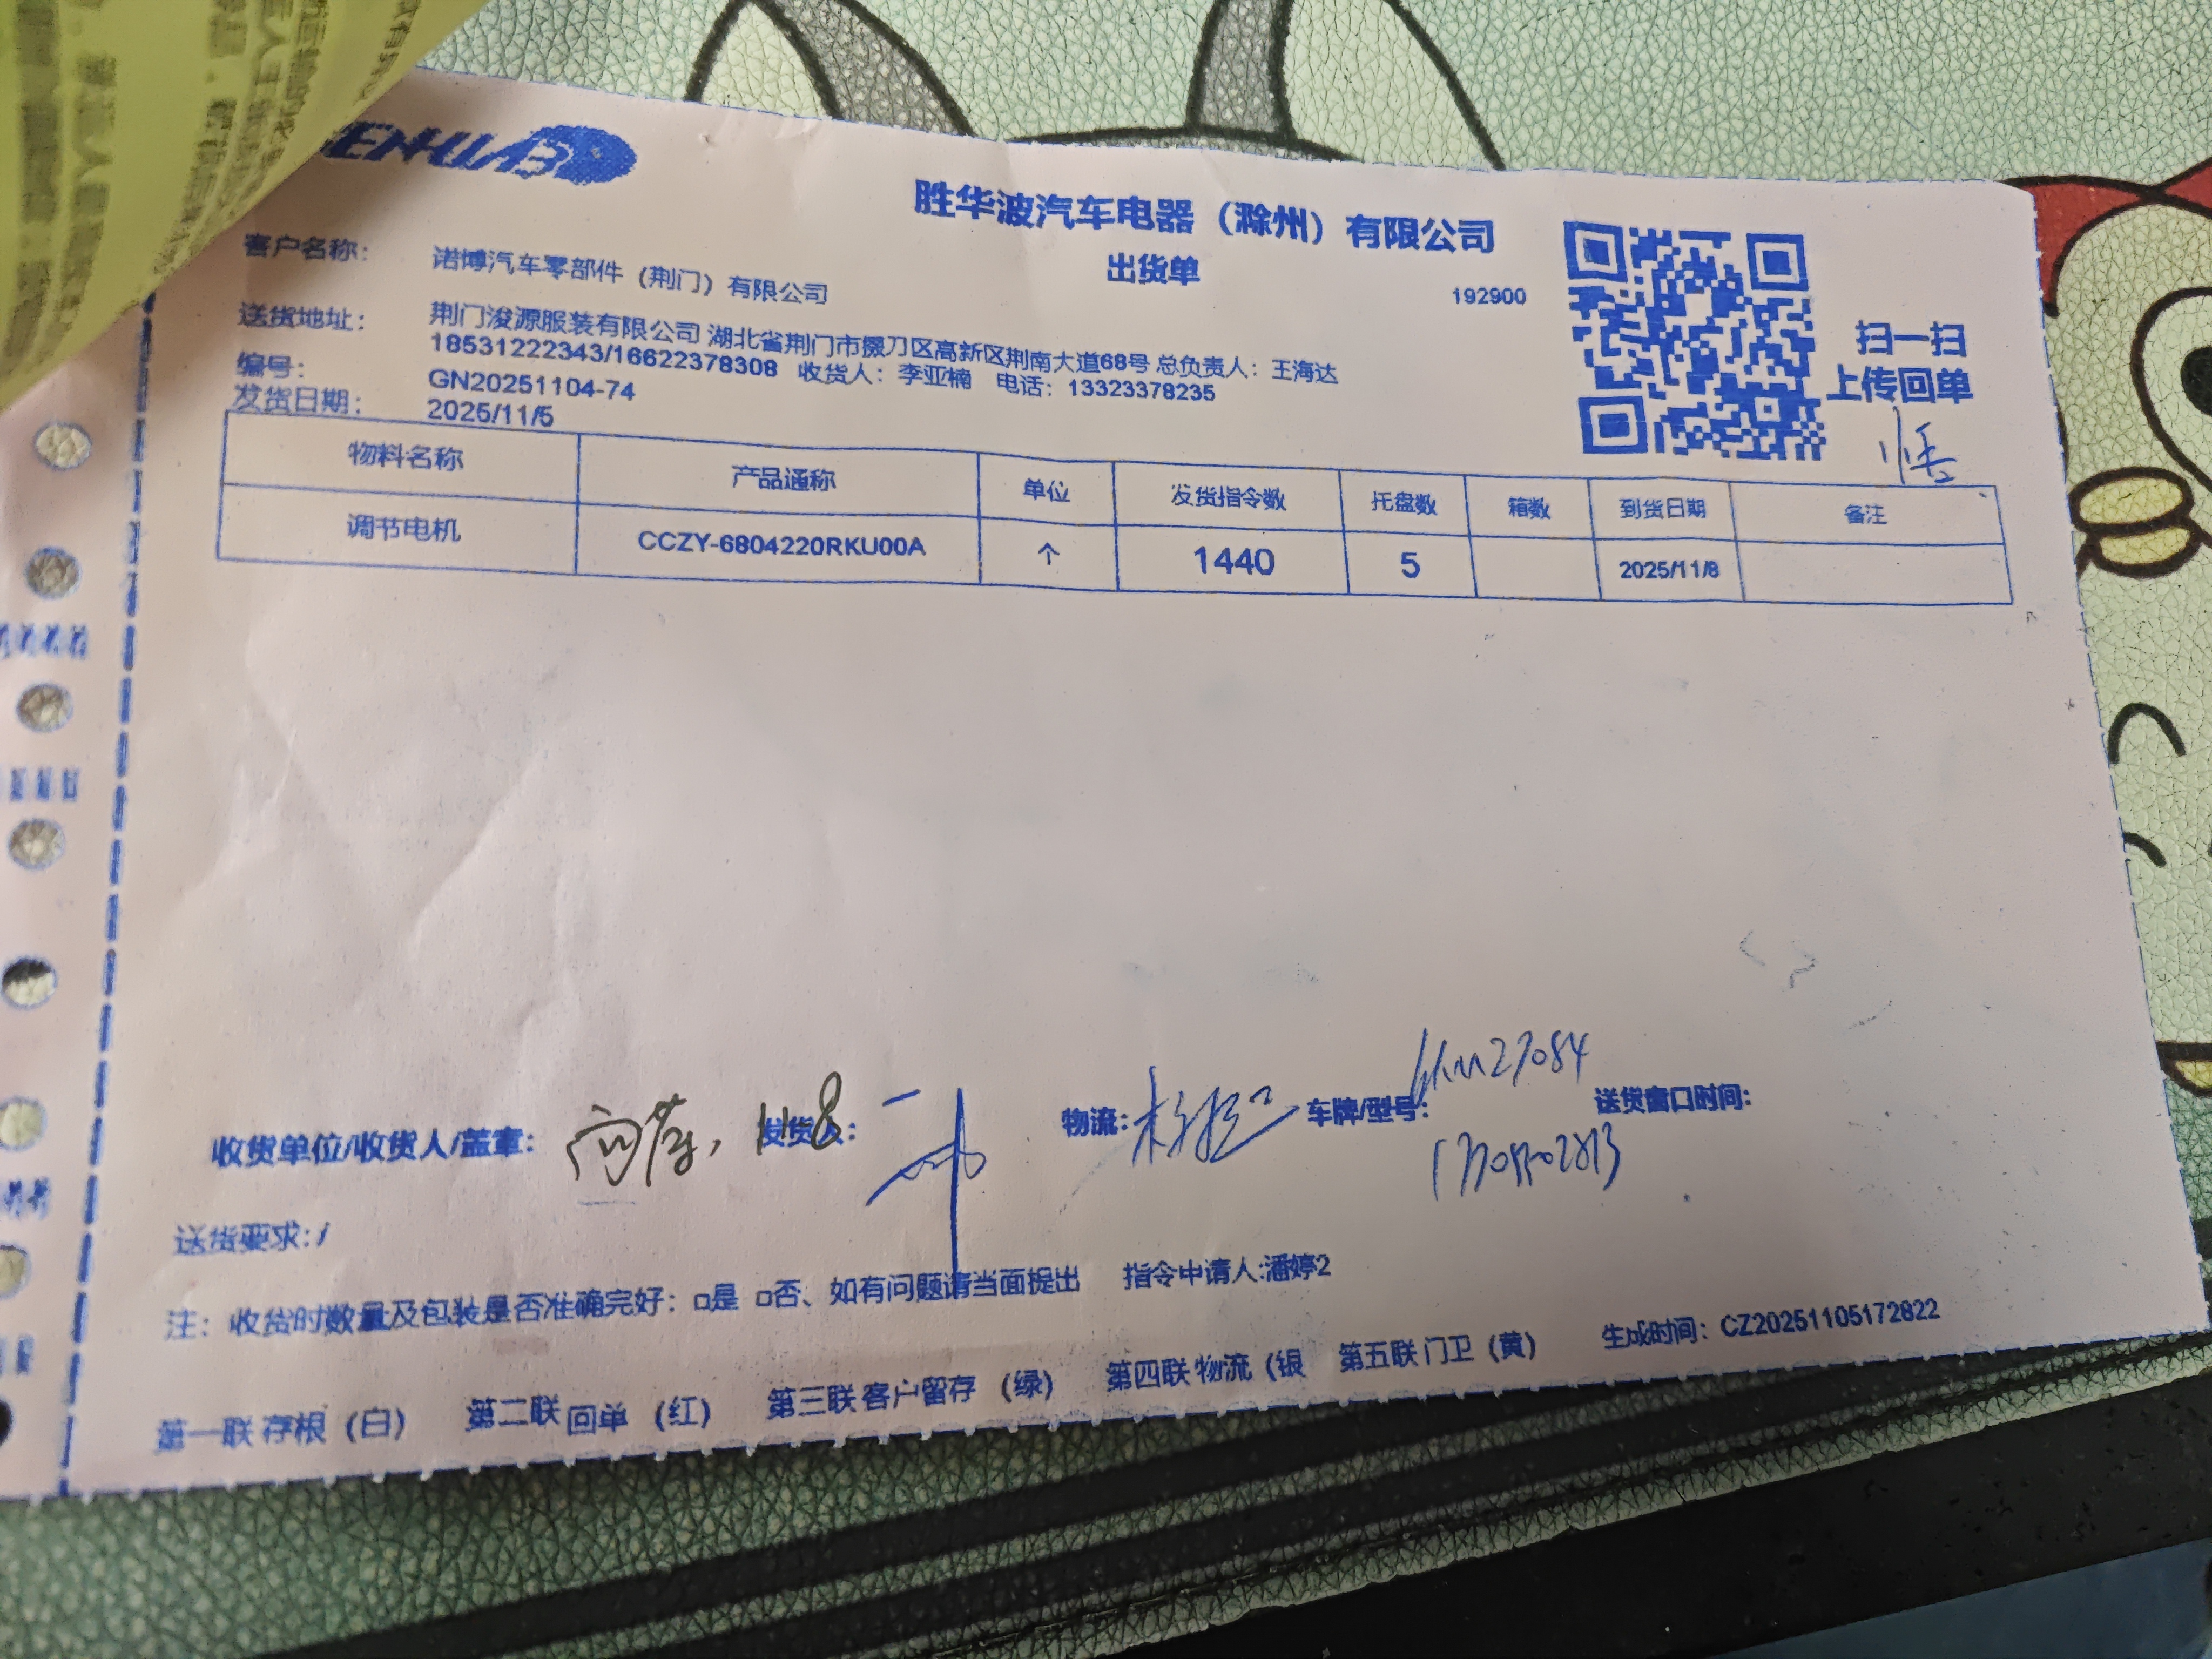 胜华波汽车电器（滁州）有限公司
出货单
192900
扫一扫
上传回单
客户名称： 诺博汽车零部件（荆门）有限公司
送货地址： 荆门浚源服装有限公司 湖北省荆门市掇刀区高新区荆南大道68号 总负责人：王海达
18531222343/16622378308 收货人：李亚楠 电话：13323378235
编号： GN20251104-74
发货日期： 2025/11/5
物料名称 产品通称 单位 发货指令数 托盘数 箱数 到货日期 备注
调节电机 CCZY-6804220RKU00A 个 1440 5 2025/11/8
收货单位/收货人/盖章： 11.8 发货人： 物流： 车牌/型号： 送货窗口时间：
送货要求:/
注：收货时数量及包装是否准确完好：□是 □否、如有问题请当面提出 指令申请人:潘婷2
第一联 存根（白） 第二联 回单（红） 第三联 客户留存（绿） 第四联 物流（银 第五联 门卫（黄） 生成时间：CZ20251105172822